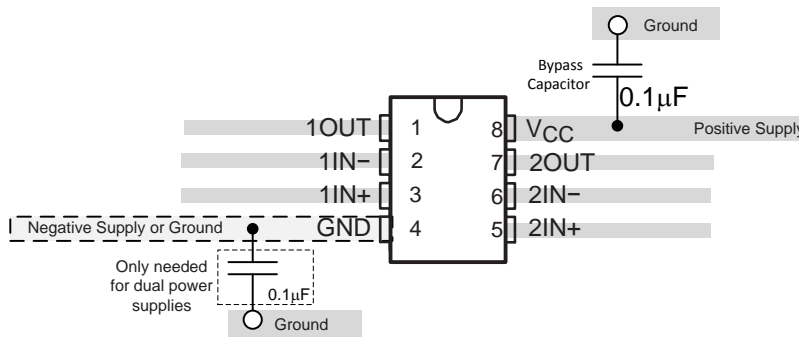 Ground
Bypass
Capacitor
0.1μF
1OUT 1 8 VCC Positive Supply
1IN− 2 7 2OUT
1IN+ 3 6 2IN−
Negative Supply or Ground GND 4 5 2IN+
Only needed
for dual power
supplies
0.1μF
Ground